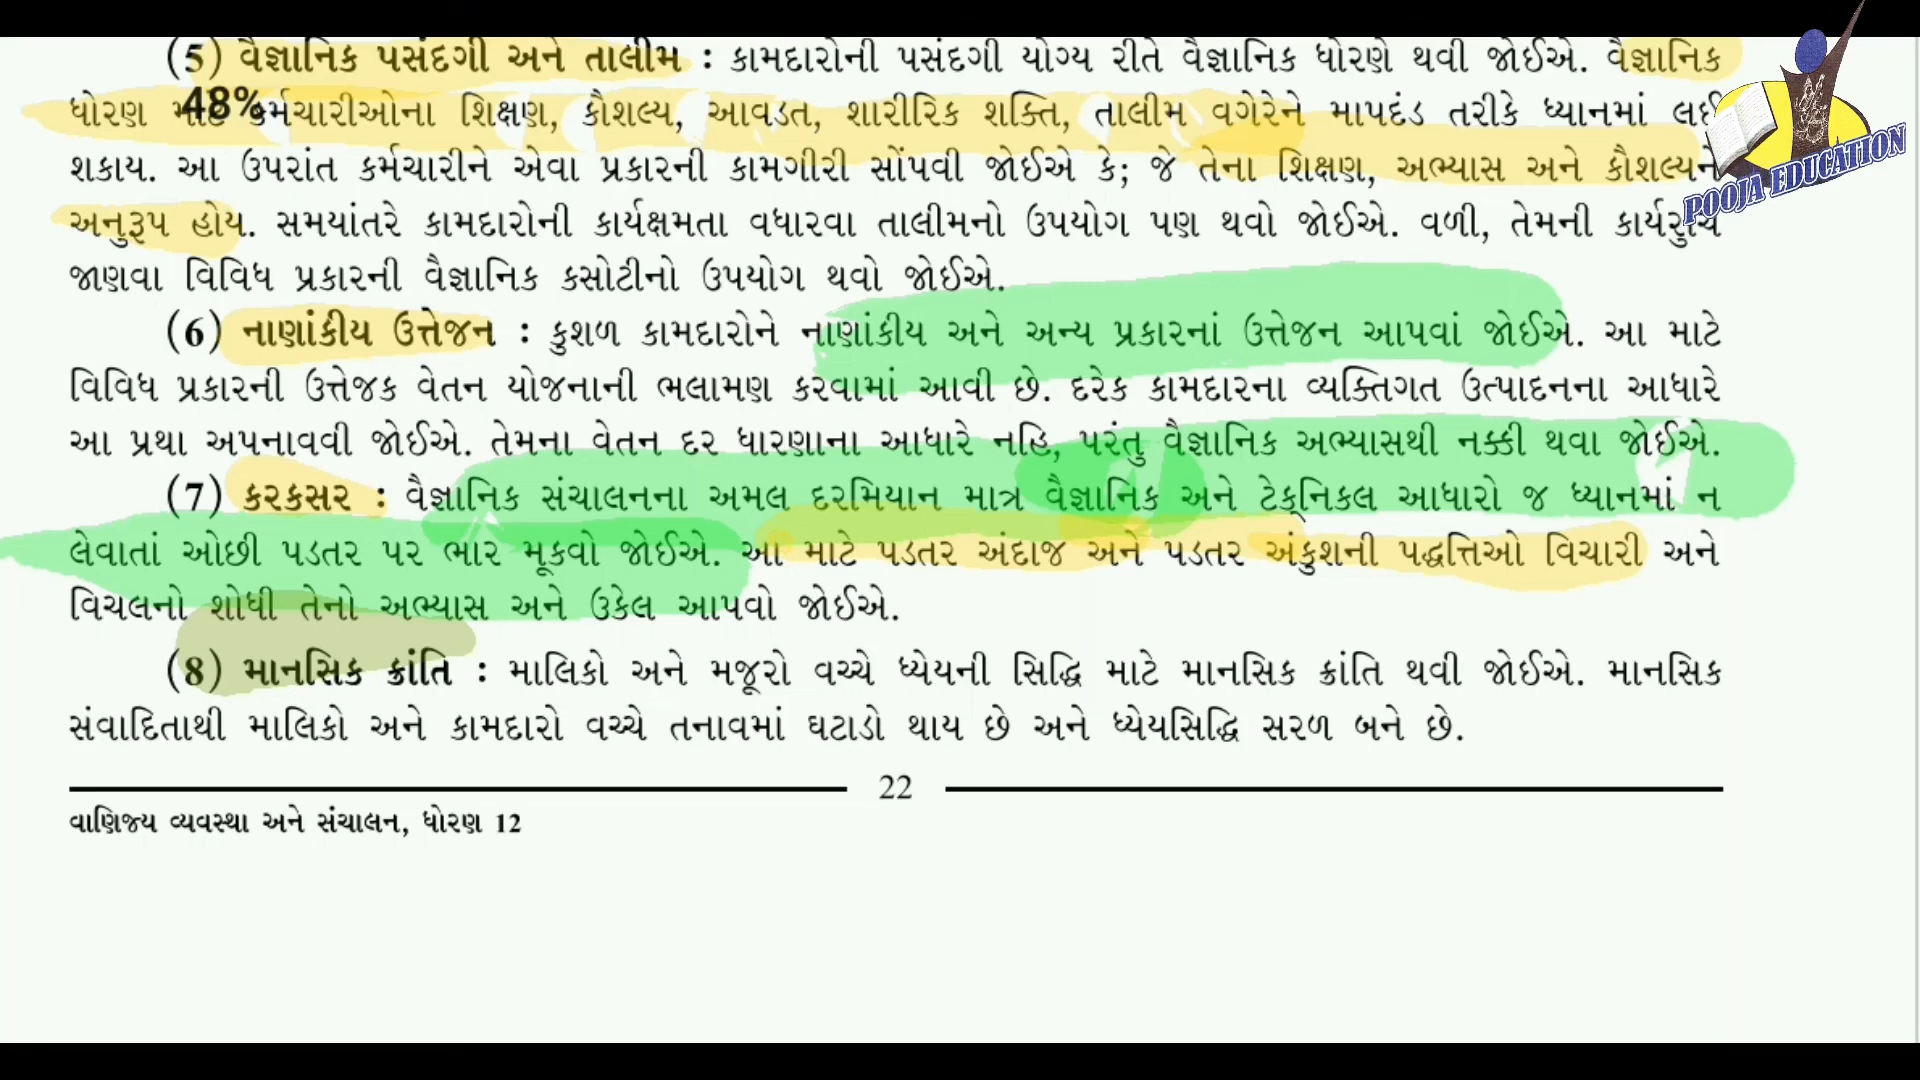 (5) વૈજ્ઞાનિક પસંદગી અને તાલીમ : કામદારોની પસંદગી યોગ્ય રીતે વૈજ્ઞાનિક ધોરણે થવી જોઈએ. વૈજ્ઞાનિક
ધોરણ 48% કર્મચારીઓના શિક્ષણ, કૌશલ્ય, આવડત, શારીરિક શક્તિ, તાલીમ વગેરેને માપદંડ તરીકે ધ્યાનમાં લઈ
શકાય. આ ઉપરાંત કર્મચારીને એવા પ્રકારની કામગીરી સોંપવી જોઈએ કે; જે તેના શિક્ષણ, અભ્યાસ અને કૌશલ્યને
અનુરૂપ હોય. સમયાંતરે કામદારોની કાર્યક્ષમતા વધારવા તાલીમનો ઉપયોગ પણ થવો જોઈએ. વળી, તેમની કાર્યરુચિ
જાણવા વિવિધ પ્રકારની વૈજ્ઞાનિક કસોટીનો ઉપયોગ થવો જોઈએ.
(6) નાણાંકીય ઉત્તેજન : કુશળ કામદારોને નાણાંકીય અને અન્ય પ્રકારનાં ઉત્તેજન આપવાં જોઈએ. આ માટે
વિવિધ પ્રકારની ઉત્તેજક વેતન યોજનાની ભલામણ કરવામાં આવી છે. દરેક કામદારના વ્યક્તિગત ઉત્પાદનના આધારે
આ પ્રથા અપનાવવી જોઈએ. તેમના વેતન દર ધારણાના આધારે નહિ, પરંતુ વૈજ્ઞાનિક અભ્યાસથી નક્કી થવા જોઈએ.
(7) કરકસર : વૈજ્ઞાનિક સંચાલનના અમલ દરમિયાન માત્ર વૈજ્ઞાનિક અને ટેક્નિકલ આધારો જ ધ્યાનમાં ન
લેવાતાં ઓછી પડતર પર ભાર મૂકવો જોઈએ. આ માટે પડતર અંદાજ અને પડતર અંકુશની પદ્ધત્તિઓ વિચારી અને
વિચલનો શોધી તેનો અભ્યાસ અને ઉકેલ આપવો જોઈએ.
(8) માનસિક ક્રાંતિ : માલિકો અને મજૂરો વચ્ચે ધ્યેયની સિદ્ધિ માટે માનસિક ક્રાંતિ થવી જોઈએ. માનસિક
સંવાદિતાથી માલિકો અને કામદારો વચ્ચે તનાવમાં ઘટાડો થાય છે અને ધ્યેયસિદ્ધિ સરળ બને છે.
22
વાણિજ્ય વ્યવસ્થા અને સંચાલન, ધોરણ 12
POOJA EDUCATION